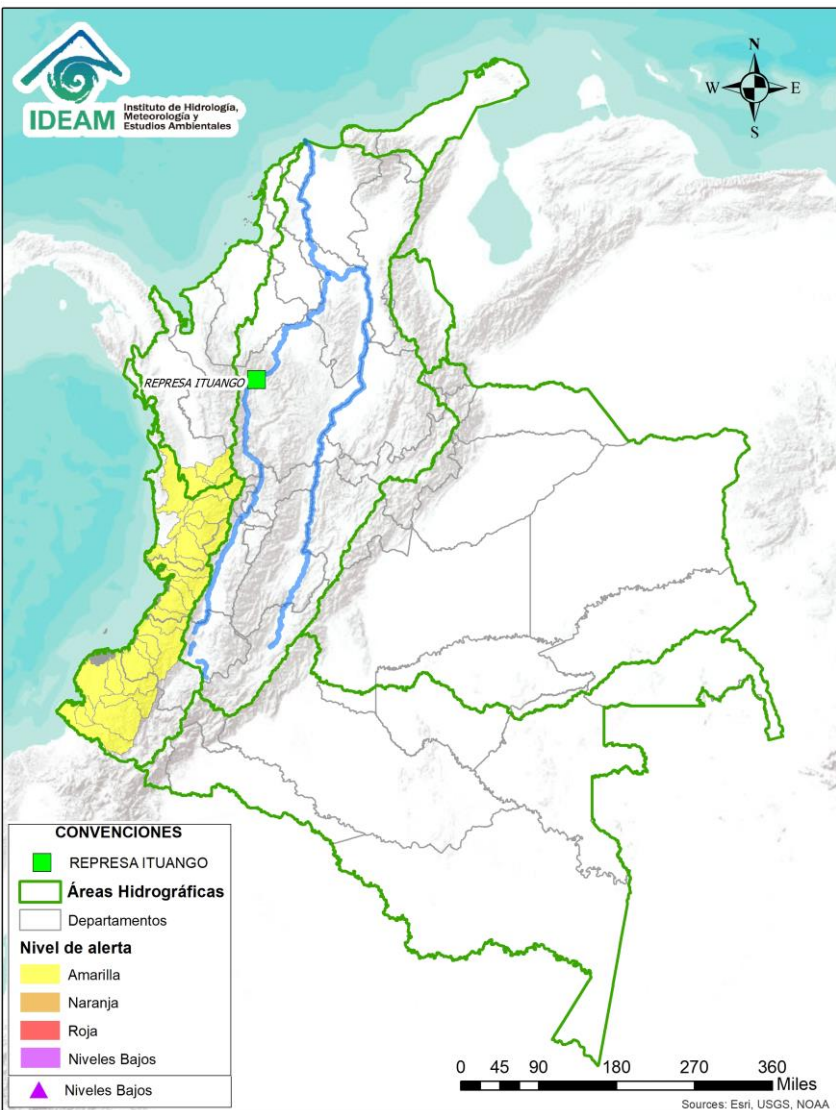 IDEAM
Instituto de Hidrología,
Meteorología y
Estudios Ambientales
N
W
E
S
REPRESA ITUANGO
CONVENCIONES
REPRESA ITUANGO
Áreas Hidrográficas
Departamentos
Nivel de alerta
Amarilla
Naranja
Roja
Niveles Bajos
Niveles Bajos
0 45 90 180 270 360
Miles
Sources: Esri, USGS, NOAA